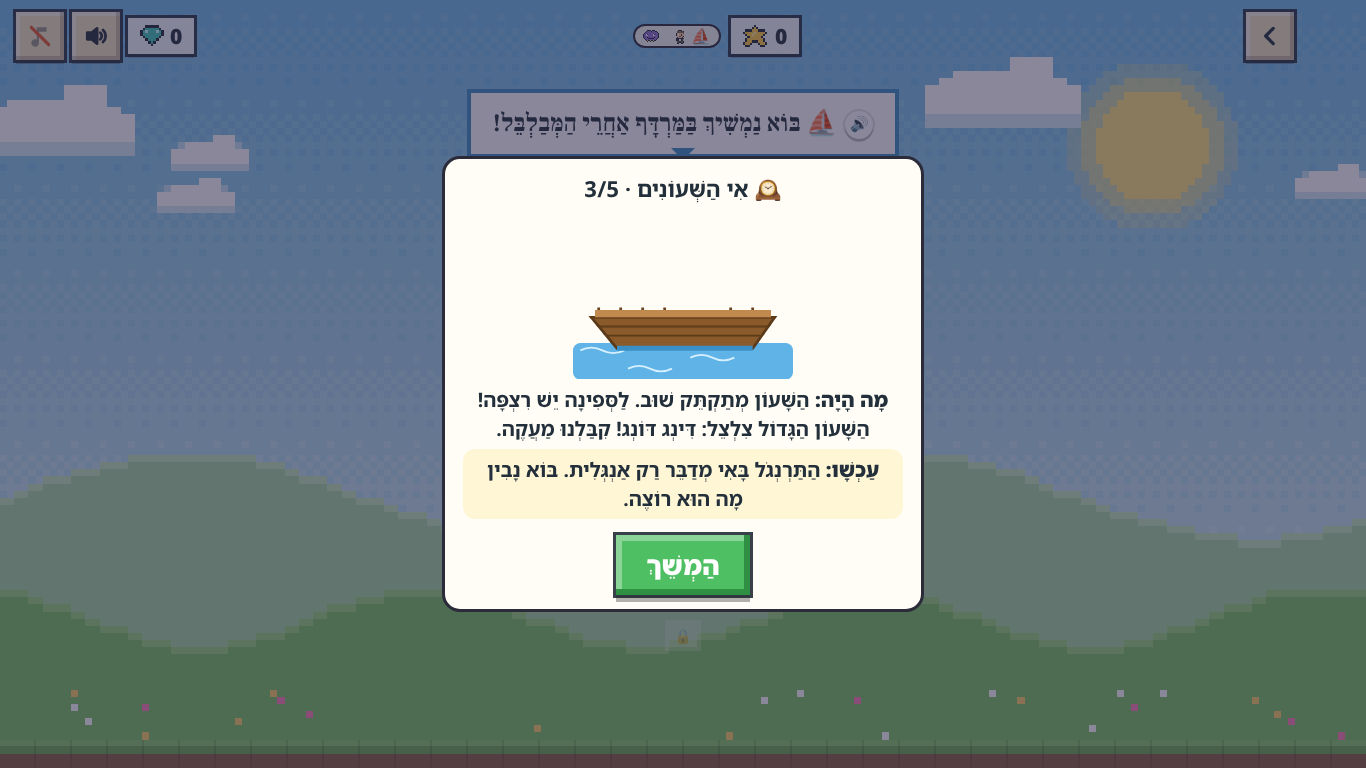 0
0
בּוֹא נַמְשִׁיךְ בַּמִּרְדָּף אַחֲרֵי הַמְּבַלְבֵּל!
אִי הַשְּׁעוֹנִים · 3/5
מָה הָיָה: הַשָּׁעוֹן מְתַקְתֵּק שׁוּב. לַסְּפִינָה יֵשׁ רִצְפָּה!
הַשָּׁעוֹן הַגָּדוֹל צִלְצֵל: דִּינְג דּוֹנְג! קִבַּלְנוּ מַעֲקֶה.
עַכְשָׁו: הַתַּרְנְגֹל בָּאִי מְדַבֵּר רַק אַנְגְּלִית. בּוֹא נָבִין
מָה הוּא רוֹצֶה.
הַמְשֵׁךְ